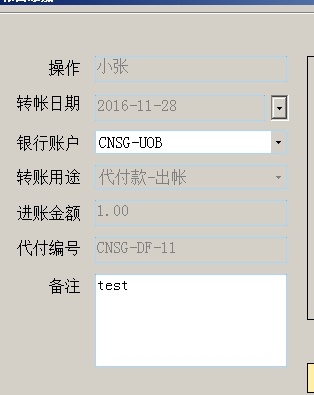 操作 小张
转帐日期 2016-11-28
银行账户 CNSG-UOB
转账用途 代付款-出帐
进账金额 1.00
代付编号 CNSG-DF-11
备注 test